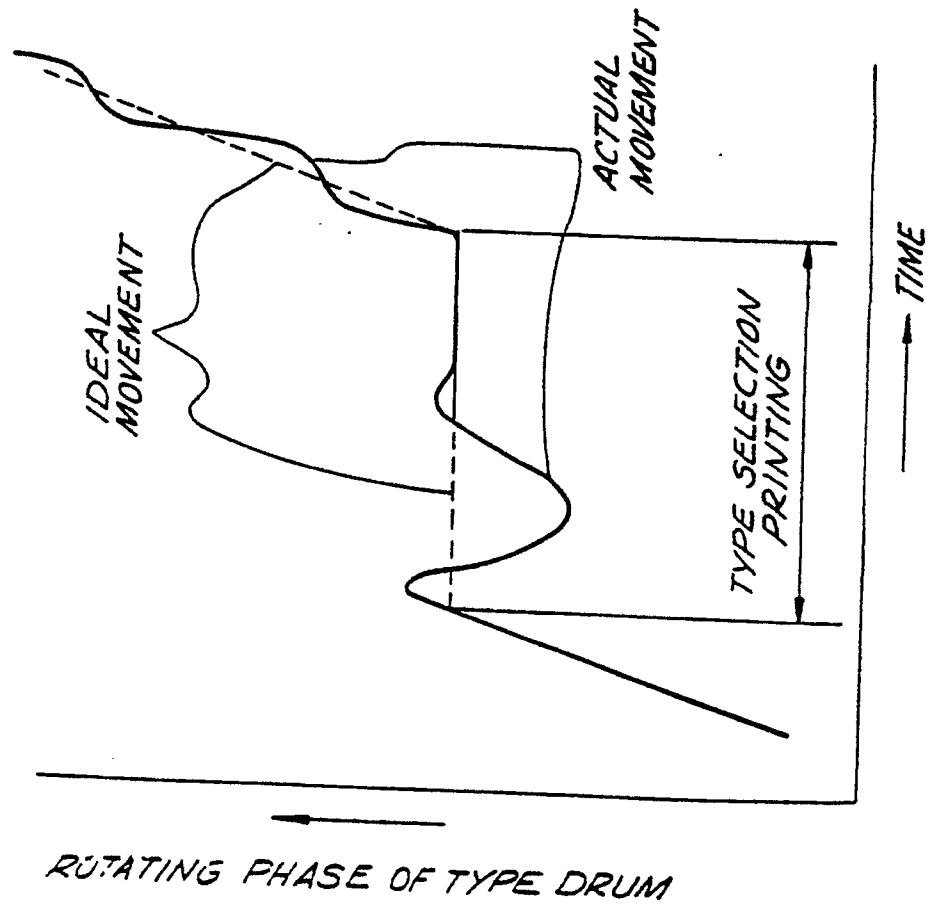 IDEAL
MOVEMENT
ACTUAL
MOVEMENT
TYPE SELECTION
PRINTING
TIME
ROTATING PHASE OF TYPE DRUM